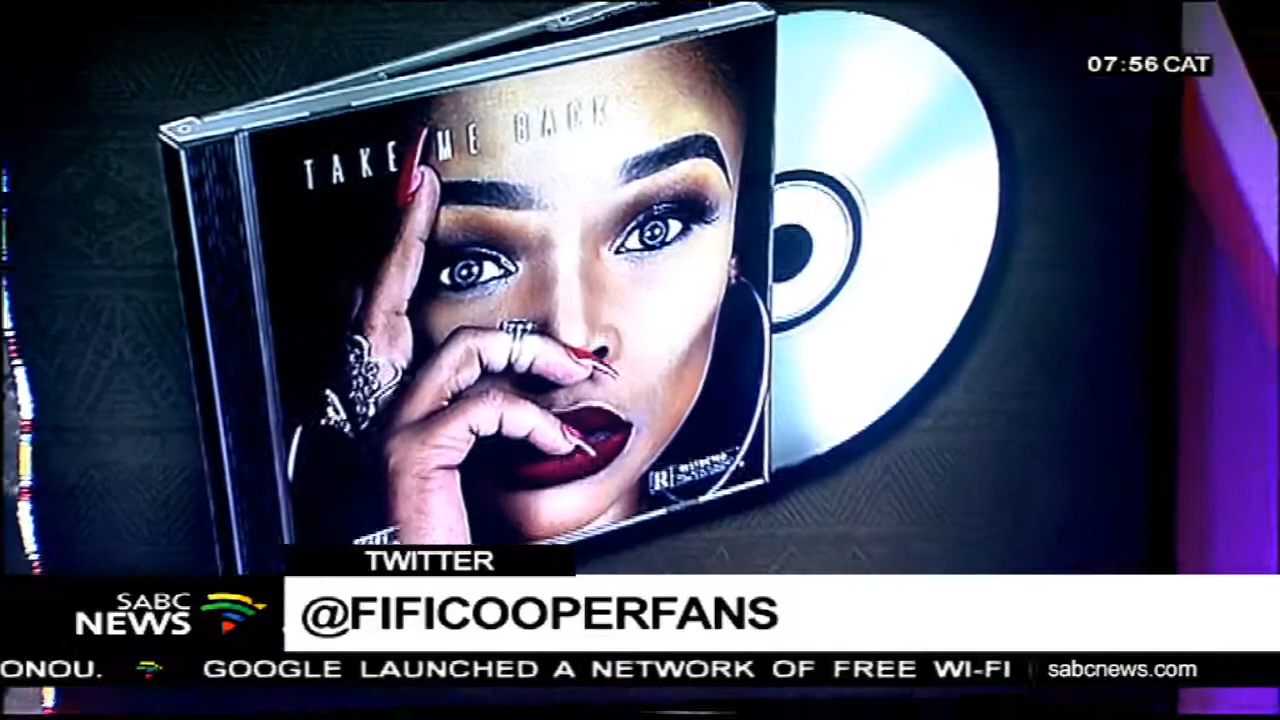 07:56 CAT
TAKE ME BACK
TWITTER
SABC
NEWS
@FIFICOOPERFANS
ONOU. GOOGLE LAUNCHED A NETWORK OF FREE WI-FI
sabcnews.com